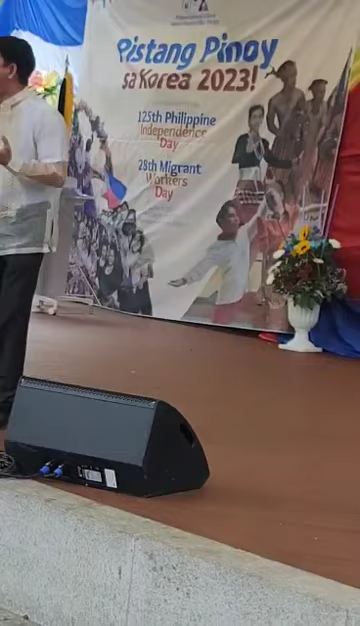 Pistang Pinoy
sa Korea 2023!
125th Philippine
Independence
Day
28th Migrant
Workers
Day